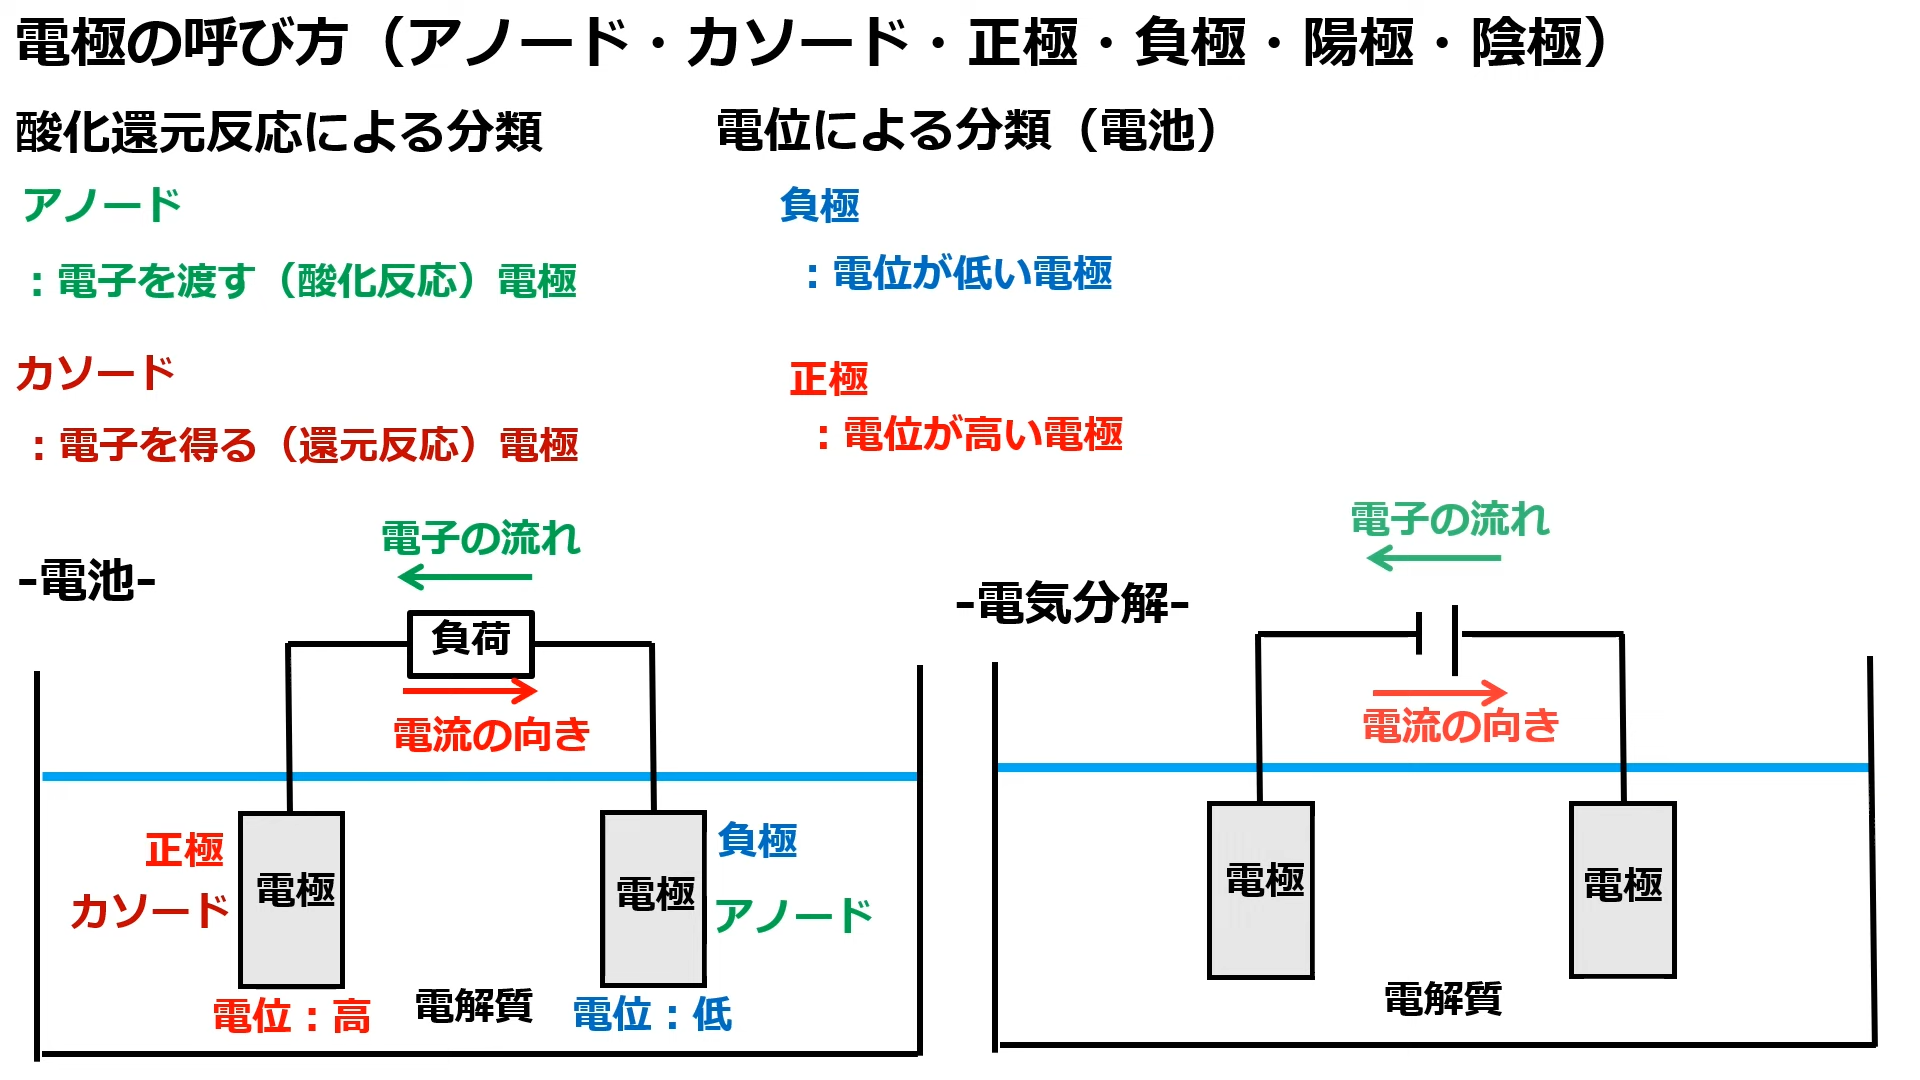 電極の呼び方（アノード・カソード・正極・負極・陽極・陰極）
酸化還元反応による分類
アノード
：電子を渡す（酸化反応）電極
カソード
：電子を得る（還元反応）電極
電位による分類（電池）
負極
：電位が低い電極
正極
：電位が高い電極
-電池-
電子の流れ
負荷
電流の向き
正極
カソード
電極
電位：高
電解質
電極
負極
アノード
電位：低
-電気分解-
電子の流れ
電流の向き
電極
電極
電解質